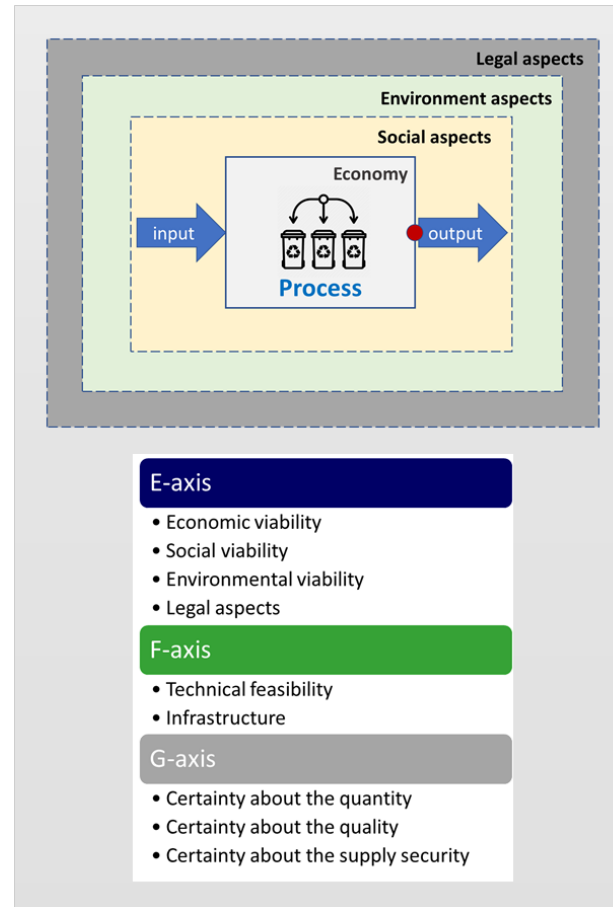 Legal aspects
Environment aspects
Social aspects
Economy
input
output
Process
E-axis
• Economic viability
• Social viability
• Environmental viability
• Legal aspects
F-axis
• Technical feasibility
• Infrastructure
G-axis
• Certainty about the quantity
• Certainty about the quality
• Certainty about the supply security